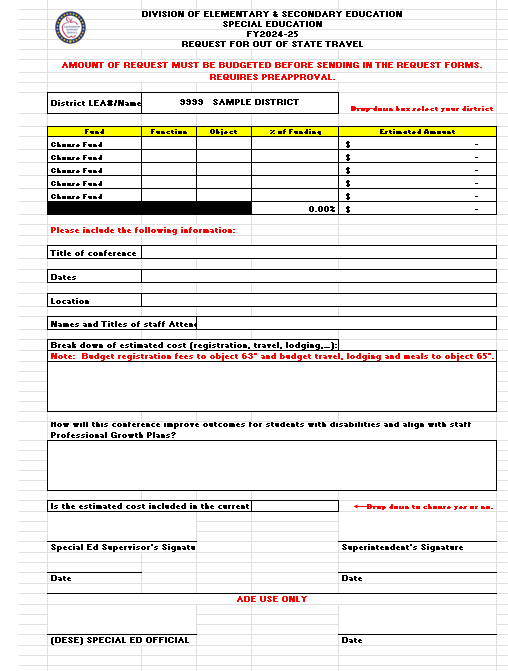 DIVISION OF ELEMENTARY & SECONDARY EDUCATION
SPECIAL EDUCATION
FY2024-25
REQUEST FOR OUT OF STATE TRAVEL
AMOUNT OF REQUEST MUST BE BUDGETED BEFORE SENDING IN THE REQUEST FORMS.
REQUIRES PREAPPROVAL.
District LEA#/Name 9999 SAMPLE DISTRICT
Drop down box select your district
Fund Function Object % of Funding Estimated Amount
Choose Fund $ -
Choose Fund $ -
Choose Fund $ -
Choose Fund $ -
Choose Fund $ -
0.00% $ -
Please include the following information:
Title of conference
Dates
Location
Names and Titles of staff Attend
Break down of estimated cost (registration, travel, lodging,...):
Note: Budget registration fees to object 63* and budget travel, lodging and meals to object 65*.
How will this conference improve outcomes for students with disabilities and align with staff
Professional Growth Plans?
Is the estimated cost included in the current
<---Drop down to choose yes or no.
Special Ed Supervisor's Signatu Superintendent's Signature
Date Date
ADE USE ONLY
(DESE) SPECIAL ED OFFICIAL Date